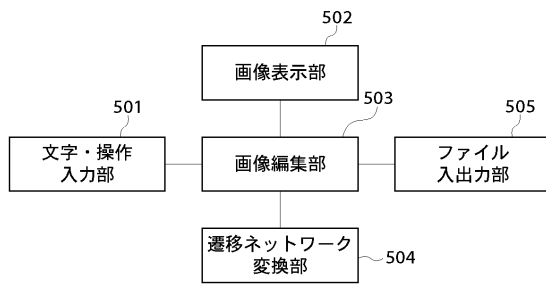 502
画像表示部
501
503
505
文字・操作
入力部
画像編集部
ファイル
入出力部
遷移ネットワーク
変換部
504